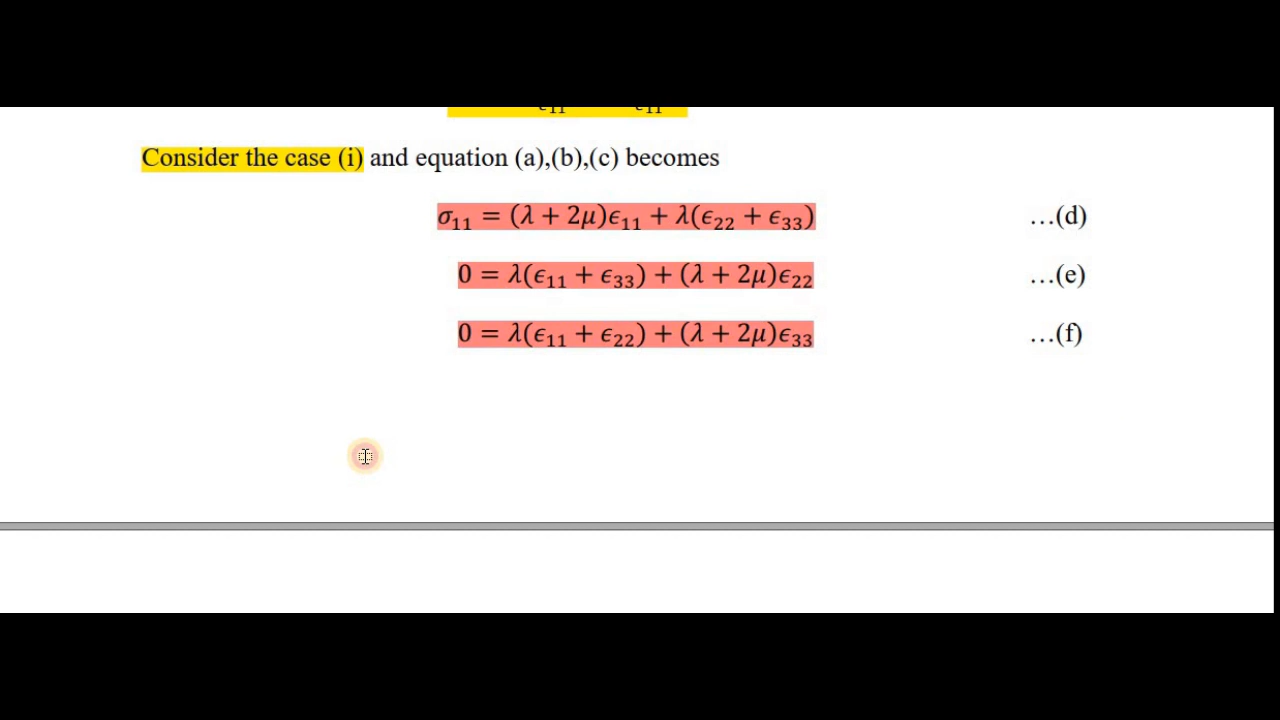 Consider the case (i) and equation (a),(b),(c) becomes
σ₁₁ = (λ + 2μ)ϵ₁₁ + λ(ϵ₂₂ + ϵ₃₃) …(d)
0 = λ(ϵ₁₁ + ϵ₃₃) + (λ + 2μ)ϵ₂₂ …(e)
0 = λ(ϵ₁₁ + ϵ₂₂) + (λ + 2μ)ϵ₃₃ …(f)